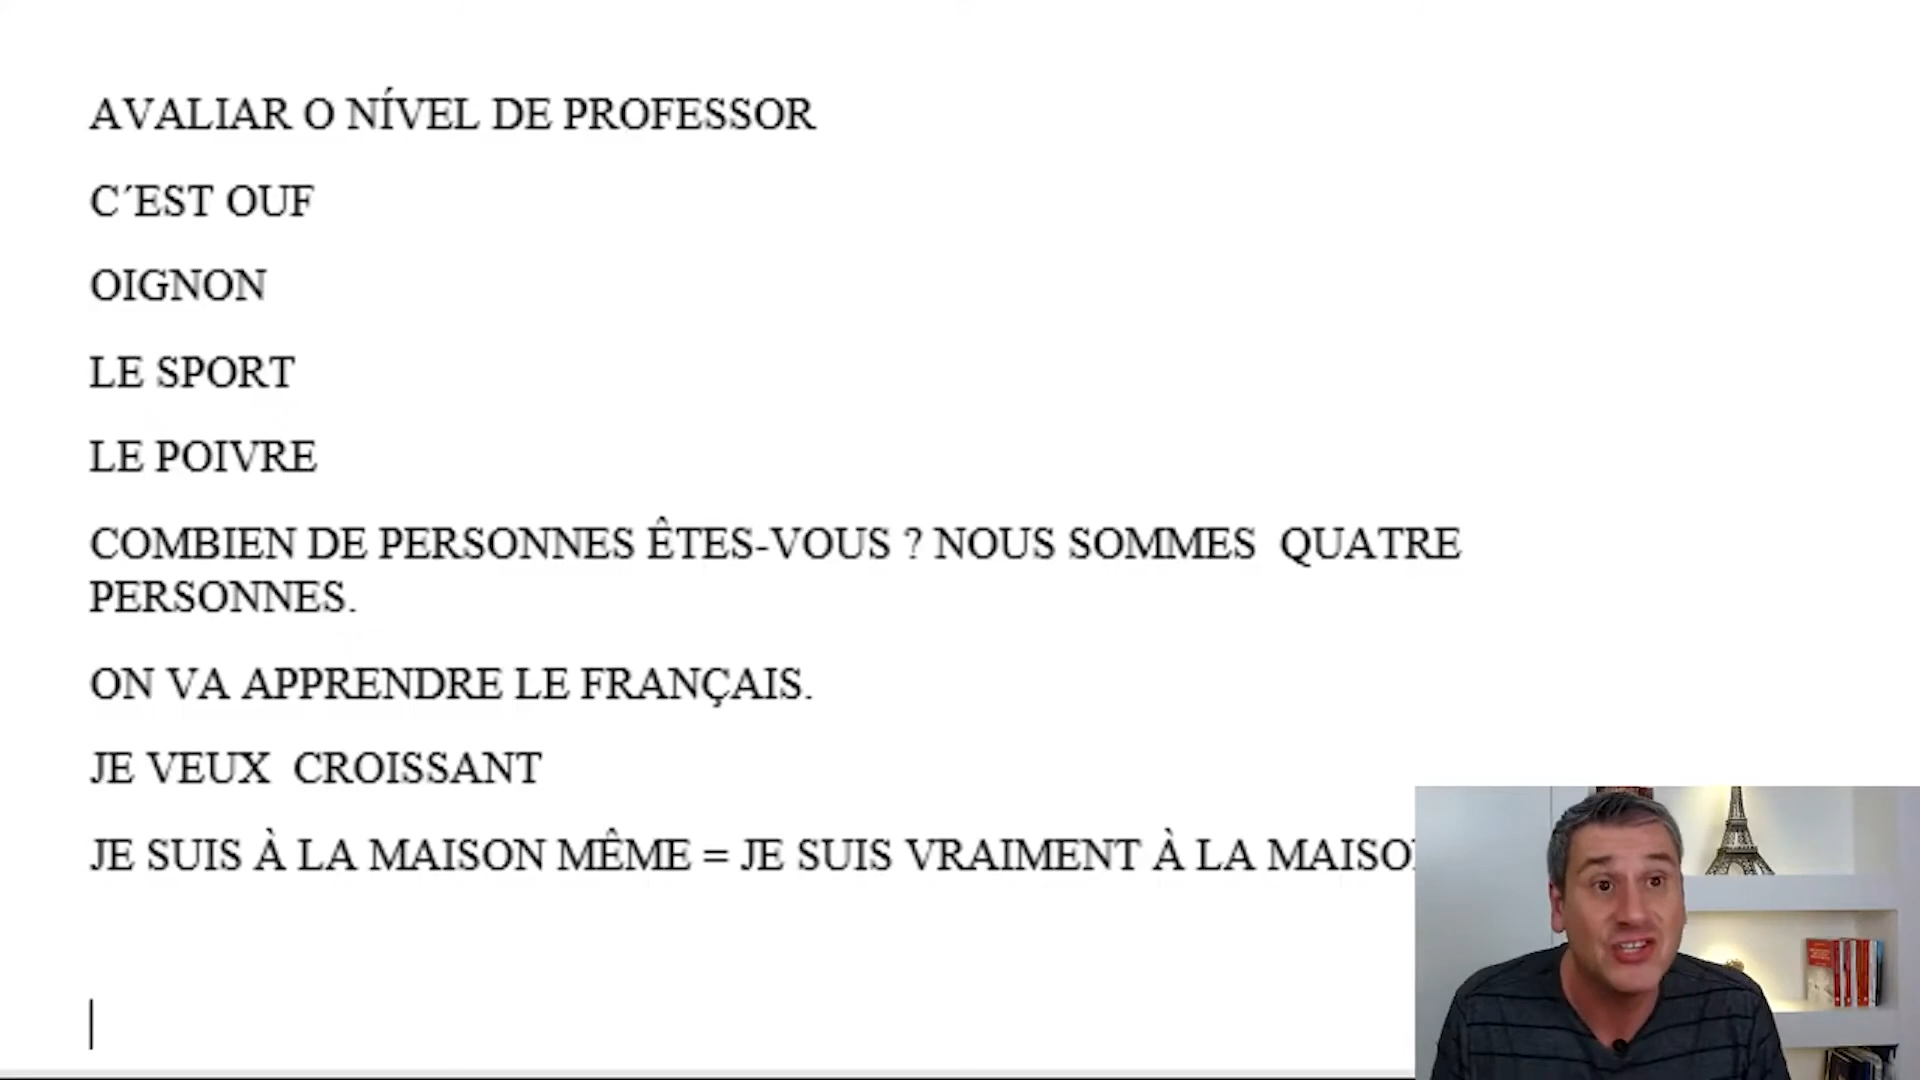 AVALIAR O NÍVEL DE PROFESSOR
C´EST OUF
OIGNON
LE SPORT
LE POIVRE
COMBIEN DE PERSONNES ÊTES-VOUS ? NOUS SOMMES QUATRE
PERSONNES.
ON VA APPRENDRE LE FRANÇAIS.
JE VEUX CROISSANT
JE SUIS À LA MAISON MÊME = JE SUIS VRAIMENT À LA